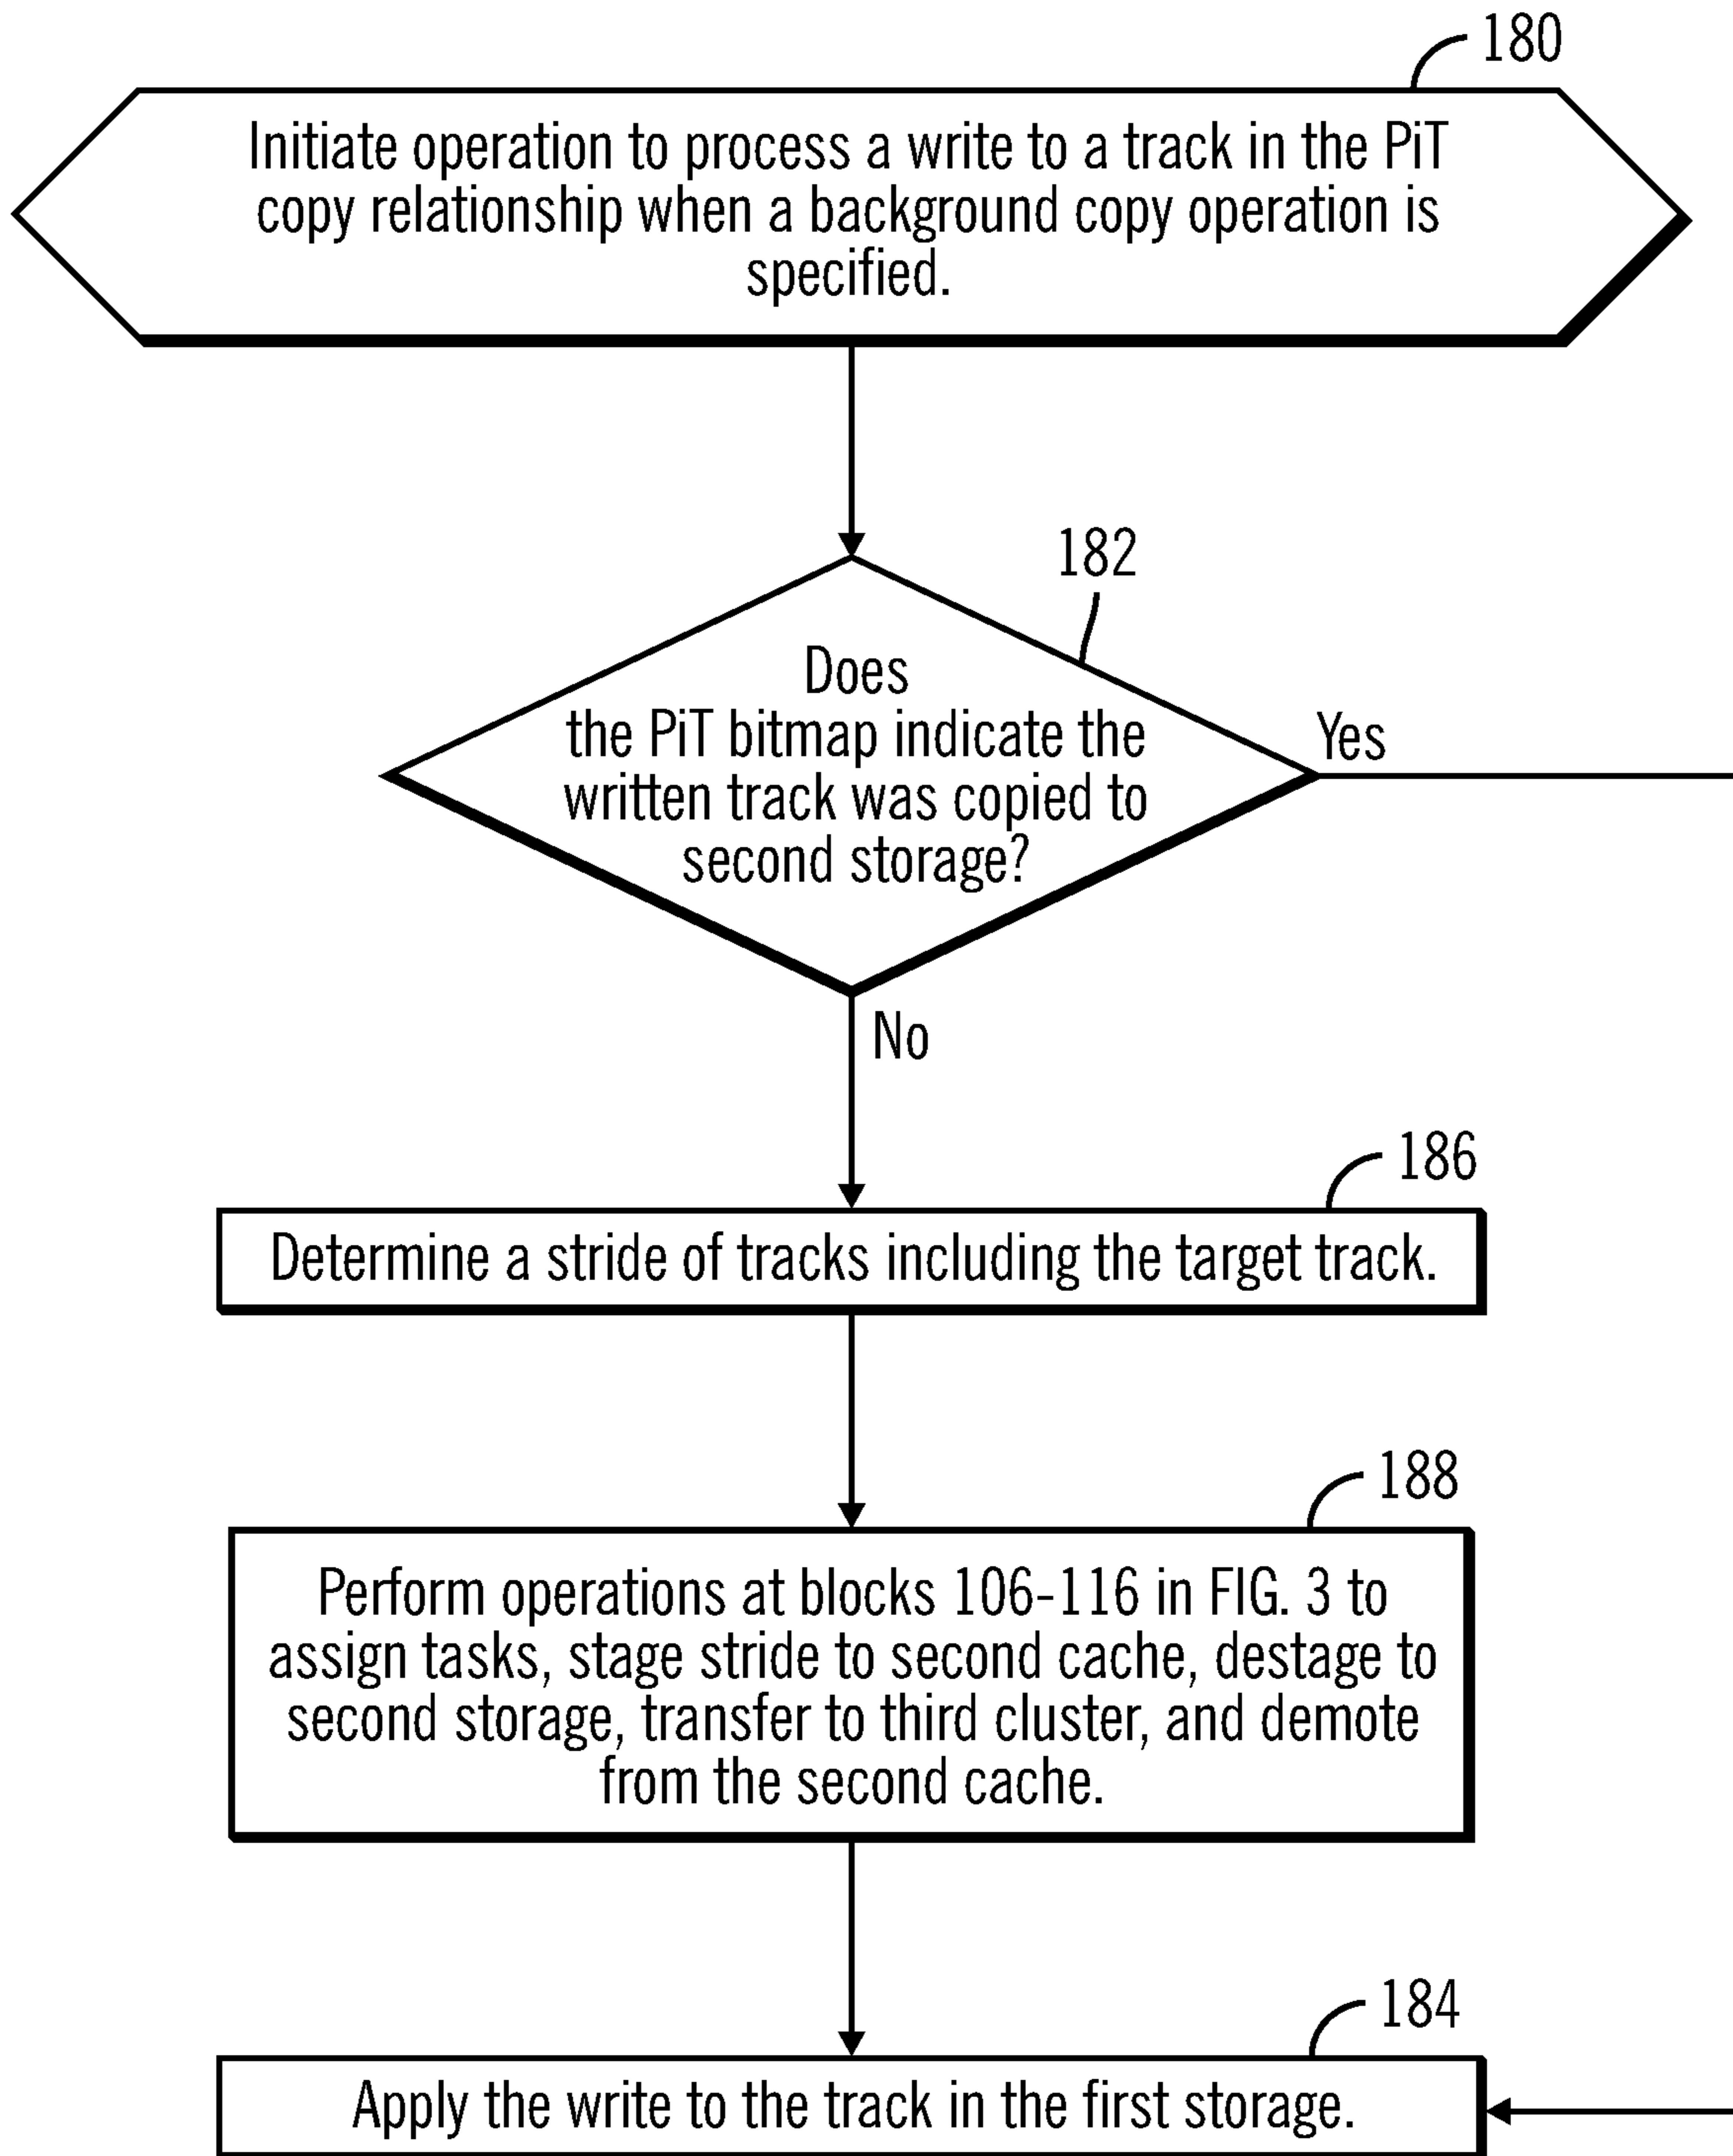 180
Initiate operation to process a write to a track in the PiT
copy relationship when a background copy operation is
specified.
182
Does
the PiT bitmap indicate the
written track was copied to
second storage?
Yes
No
186
Determine a stride of tracks including the target track.
188
Perform operations at blocks 106-116 in FIG. 3 to
assign tasks, stage stride to second cache, destage to
second storage, transfer to third cluster, and demote
from the second cache.
184
Apply the write to the track in the first storage.